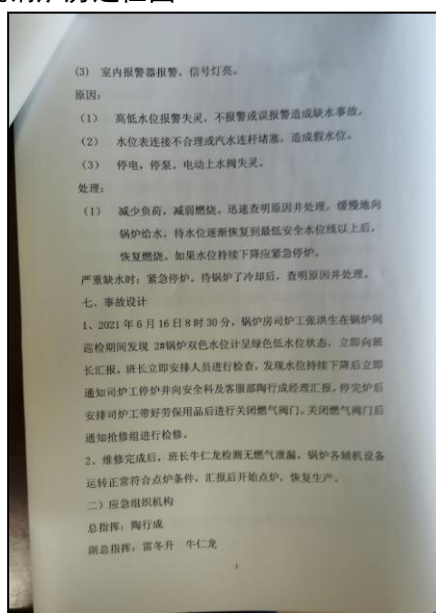 (3) 室内报警器报警，信号灯亮。
原因：
(1) 高低水位报警失灵，不报警或误报警造成缺水事故。
(2) 水位表连接不合理或汽水连杆堵塞，造成假水位。
(3) 停电，停泵，电动上水阀失灵。
处理：
(1) 减少负荷，减弱燃烧，迅速查明原因并处理，缓慢地向
锅炉给水，待水位逐渐恢复到最低安全水位线以上后，
恢复燃烧。如果水位持续下降应紧急停炉。
严重缺水时：紧急停炉。待锅炉了冷却后，查明原因并处理。
七、事故设计
1、2021年6月16日8时30分，锅炉房司炉工张洪生在锅炉间
巡检期间发现 2#锅炉双色水位计呈绿色低水位状态。立即向班
长汇报，班长立即安排人员进行检查，发现水位持续下降后立即
通知司炉工停炉并向安全科及客服部陶行成经理汇报，停完炉后
安排司炉工带好劳保用品后进行关闭燃气阀门。关闭燃气阀门后
通知抢修组进行检修。
2、维修完成后，班长牛仁龙检测无燃气泄漏，锅炉各辅机设备
运转正常符合点炉条件，汇报后开始点炉，恢复生产。
二）应急组织机构
总指挥：陶行成
副总指挥：雷冬升 牛仁龙
1